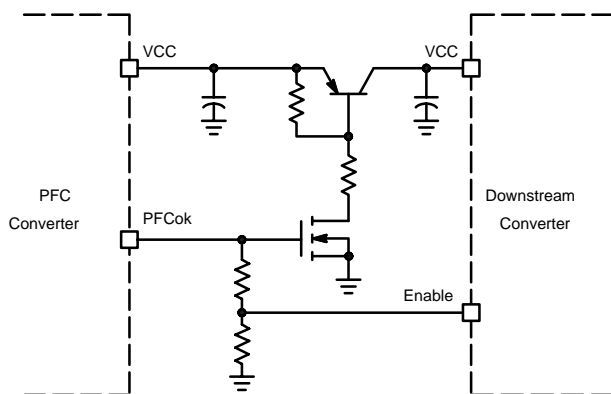 VCC
VCC
PFC
Converter
PFCok
Downstream
Converter
Enable